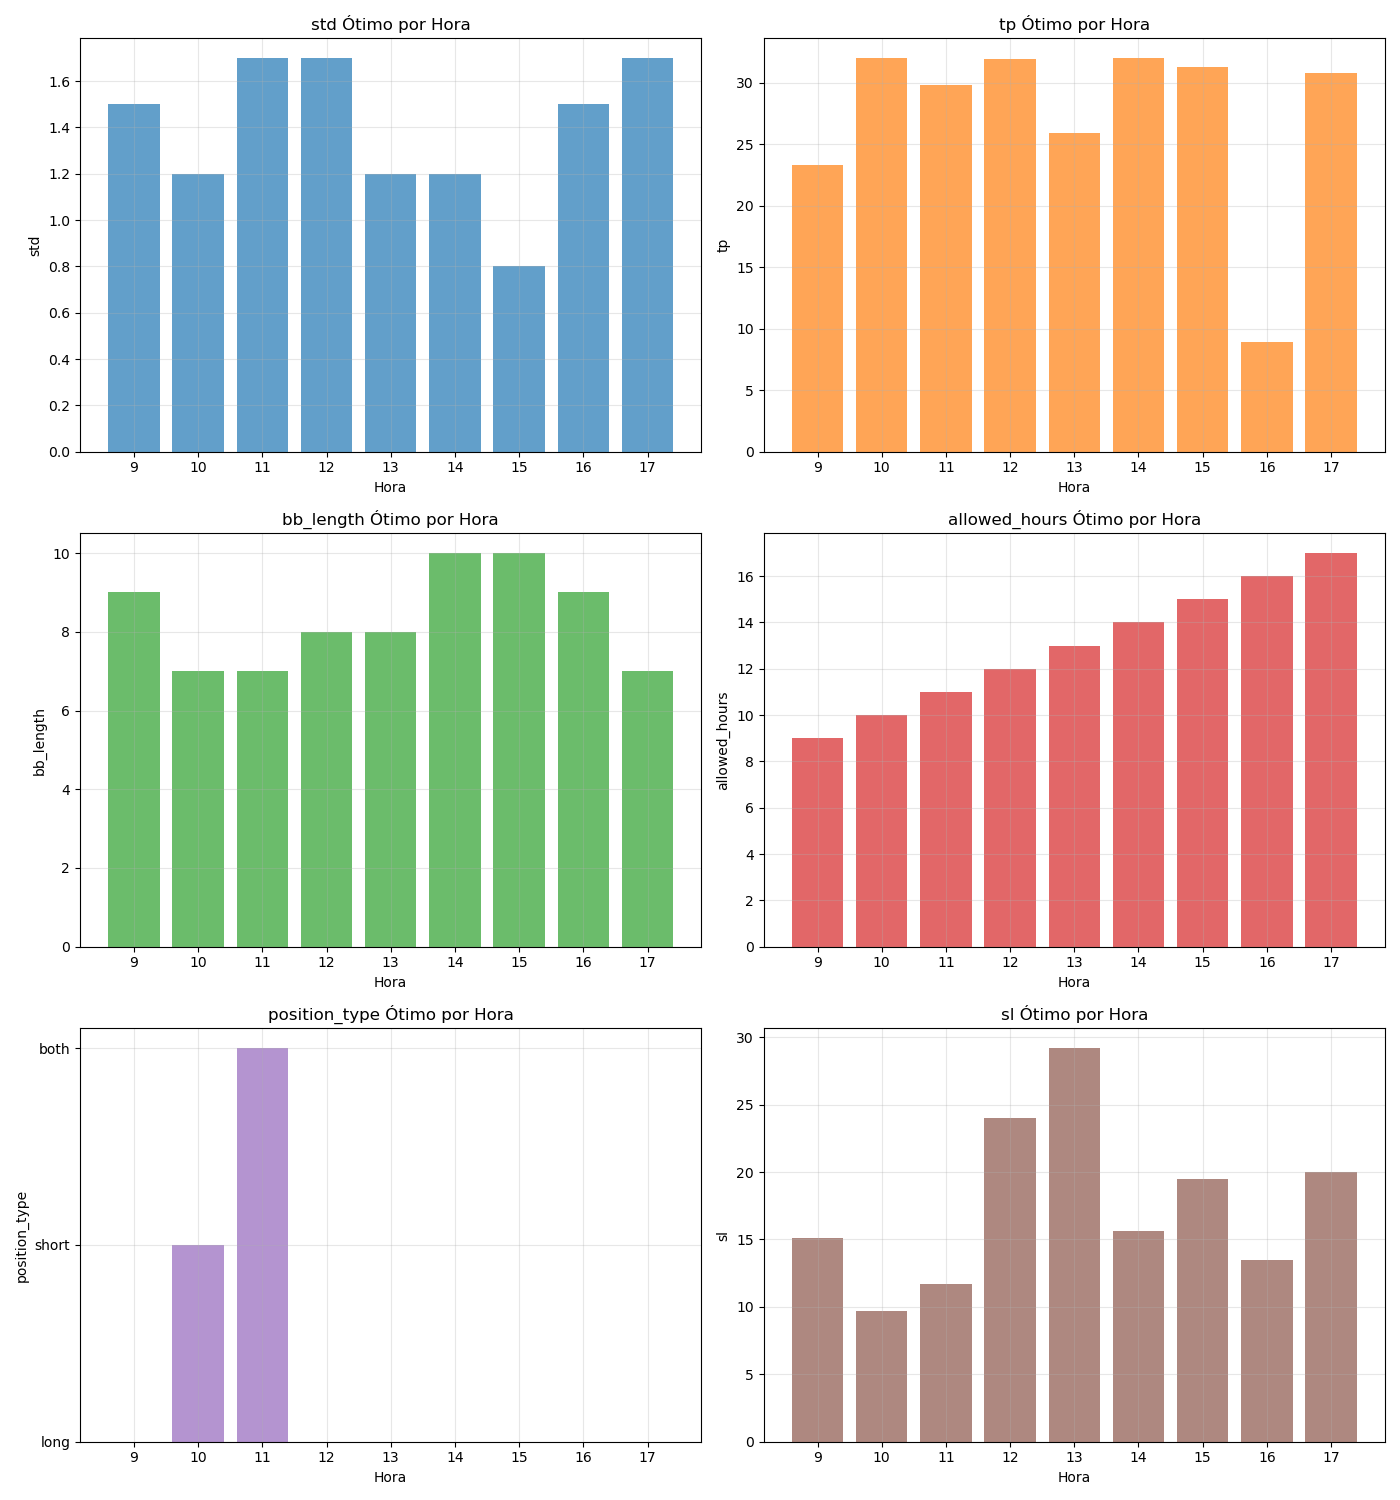 std Ótimo por Hora
std
1.6
1.4
1.2
1.0
0.8
0.6
0.4
0.2
0.0
9 10 11 12 13 14 15 16 17
Hora
tp Ótimo por Hora
tp
30
25
20
15
10
5
0
9 10 11 12 13 14 15 16 17
Hora
bb_length Ótimo por Hora
bb_length
10
8
6
4
2
0
9 10 11 12 13 14 15 16 17
Hora
allowed_hours Ótimo por Hora
allowed_hours
16
14
12
10
8
6
4
2
0
9 10 11 12 13 14 15 16 17
Hora
position_type Ótimo por Hora
position_type
both
short
long
9 10 11 12 13 14 15 16 17
Hora
sl Ótimo por Hora
sl
30
25
20
15
10
5
0
9 10 11 12 13 14 15 16 17
Hora